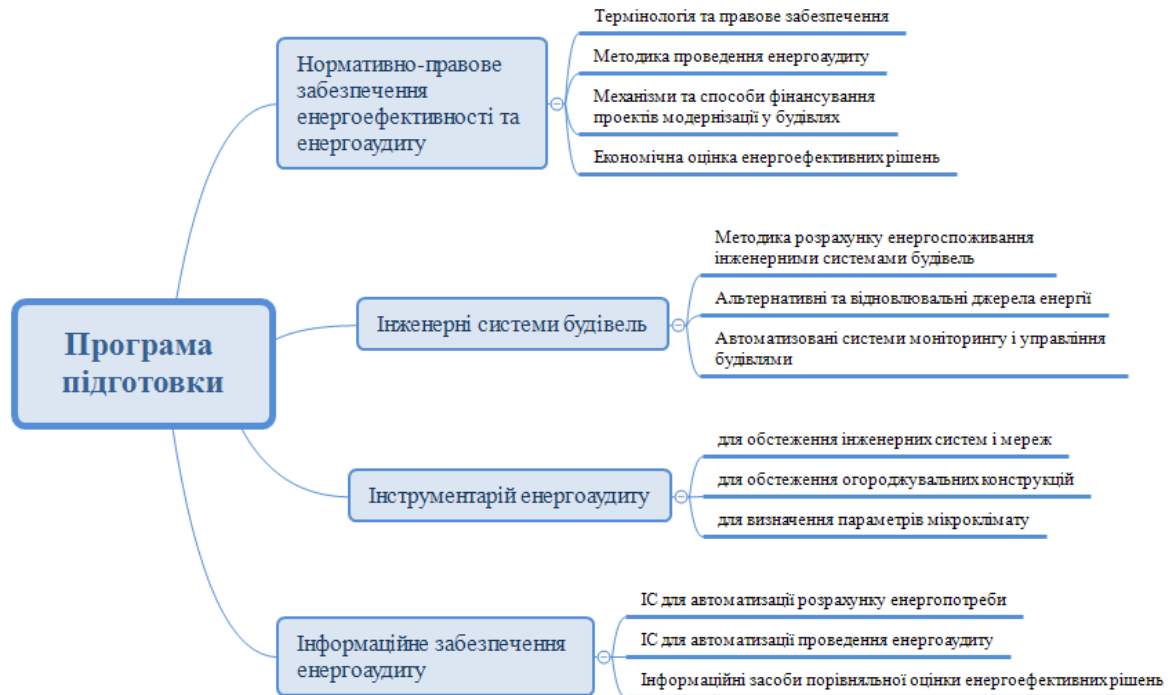 Програма
підготовки
Нормативно-правове
забезпечення
енергоефективності та
енергоаудиту
Термінологія та правове забезпечення
Методика проведення енергоаудиту
Механізми та способи фінансування
проектів модернізації у будівлях
Економічна оцінка енергоефективних рішень
Інженерні системи будівель
Методика розрахунку енергоспоживання
інженерними системами будівель
Альтернативні та відновлювальні джерела енергії
Автоматизовані системи моніторингу і управління
будівлями
Інструментарій енергоаудиту
для обстеження інженерних систем і мереж
для обстеження огороджувальних конструкцій
для визначення параметрів мікроклімату
Інформаційне забезпечення
енергоаудиту
ІС для автоматизації розрахунку енергопотреби
ІС для автоматизації проведення енергоаудиту
Інформаційні засоби порівняльної оцінки енергоефективних рішень